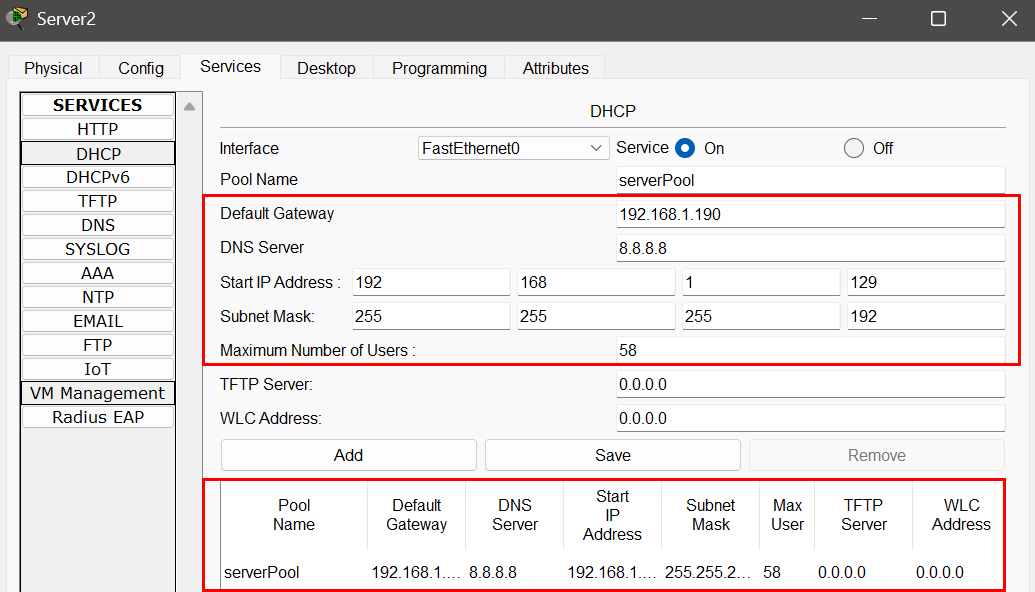 Server2
Physical Config Services Desktop Programming Attributes
SERVICES
HTTP
DHCP
DHCPv6
TFTP
DNS
SYSLOG
AAA
NTP
EMAIL
FTP
IoT
VM Management
Radius EAP
DHCP
Interface FastEthernet0 Service On Off
Pool Name serverPool
Default Gateway 192.168.1.190
DNS Server 8.8.8.8
Start IP Address : 192 168 1 129
Subnet Mask: 255 255 255 192
Maximum Number of Users : 58
TFTP Server: 0.0.0.0
WLC Address: 0.0.0.0
Add Save Remove
Pool Name Default Gateway DNS Server Start IP Address Subnet Mask Max User TFTP Server WLC Address
serverPool 192.168.1.... 8.8.8.8 192.168.1.... 255.255.2... 58 0.0.0.0 0.0.0.0